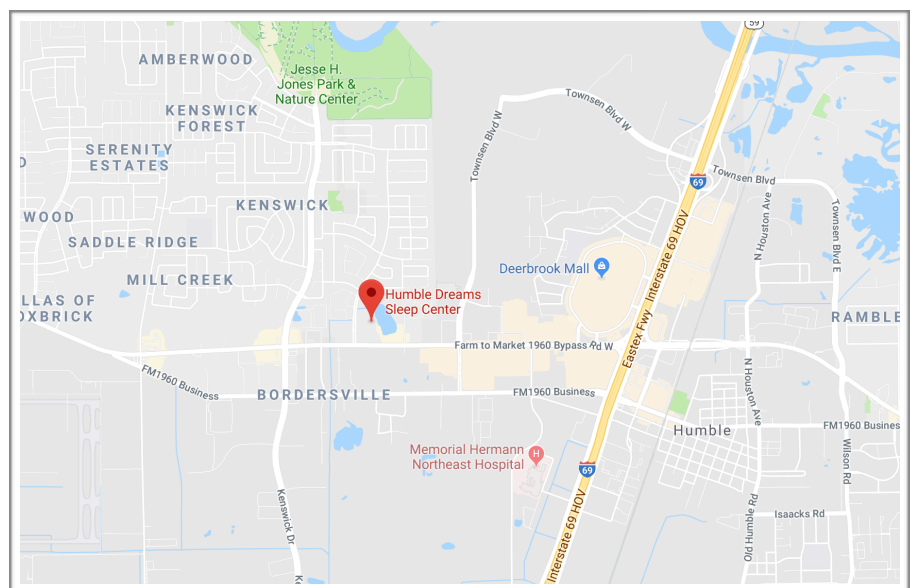 59
AMBERWOOD
Jesse H.
Jones Park &
Nature Center
KENSWICK
FOREST
Townsen Blvd W
Townsen Blvd W
SERENITY
ESTATES
69
Townsen Blvd
KENSWICK
WOOD
N Houston Ave
Townsen Blvd E
SADDLE RIDGE
Interstate 69 HOV
Deerbrook Mall
MILL CREEK
Humble Dreams
Sleep Center
LLAS OF
OXBRICK
RAMBLE
Eastex Fwy
Farm to Market 1960 Bypass Rd W
FM1960 Business
BORDERSVILLE
FM1960 Business
N Houston Ave
Humble
FM1960 Busines
Memorial Hermann
Northeast Hospital
H
69
Wilson Rd
Kenswick Dr
Interstate 69 HOV
Old Humble Rd
Isaacks Rd